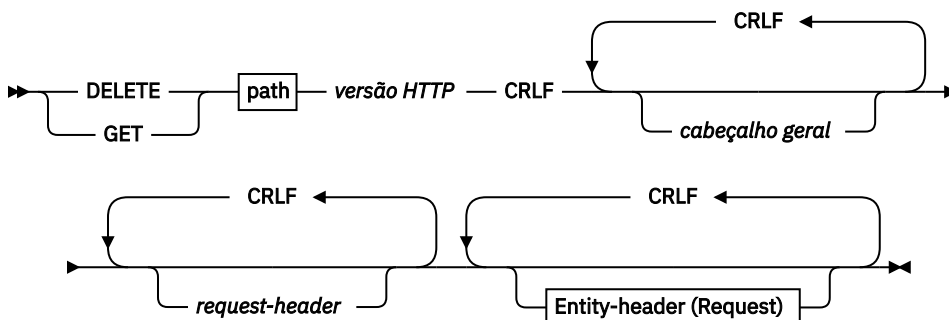 CRLF
DELETE path versão HTTP CRLF
GET cabeçalho geral
CRLF CRLF
request-header Entity-header (Request)